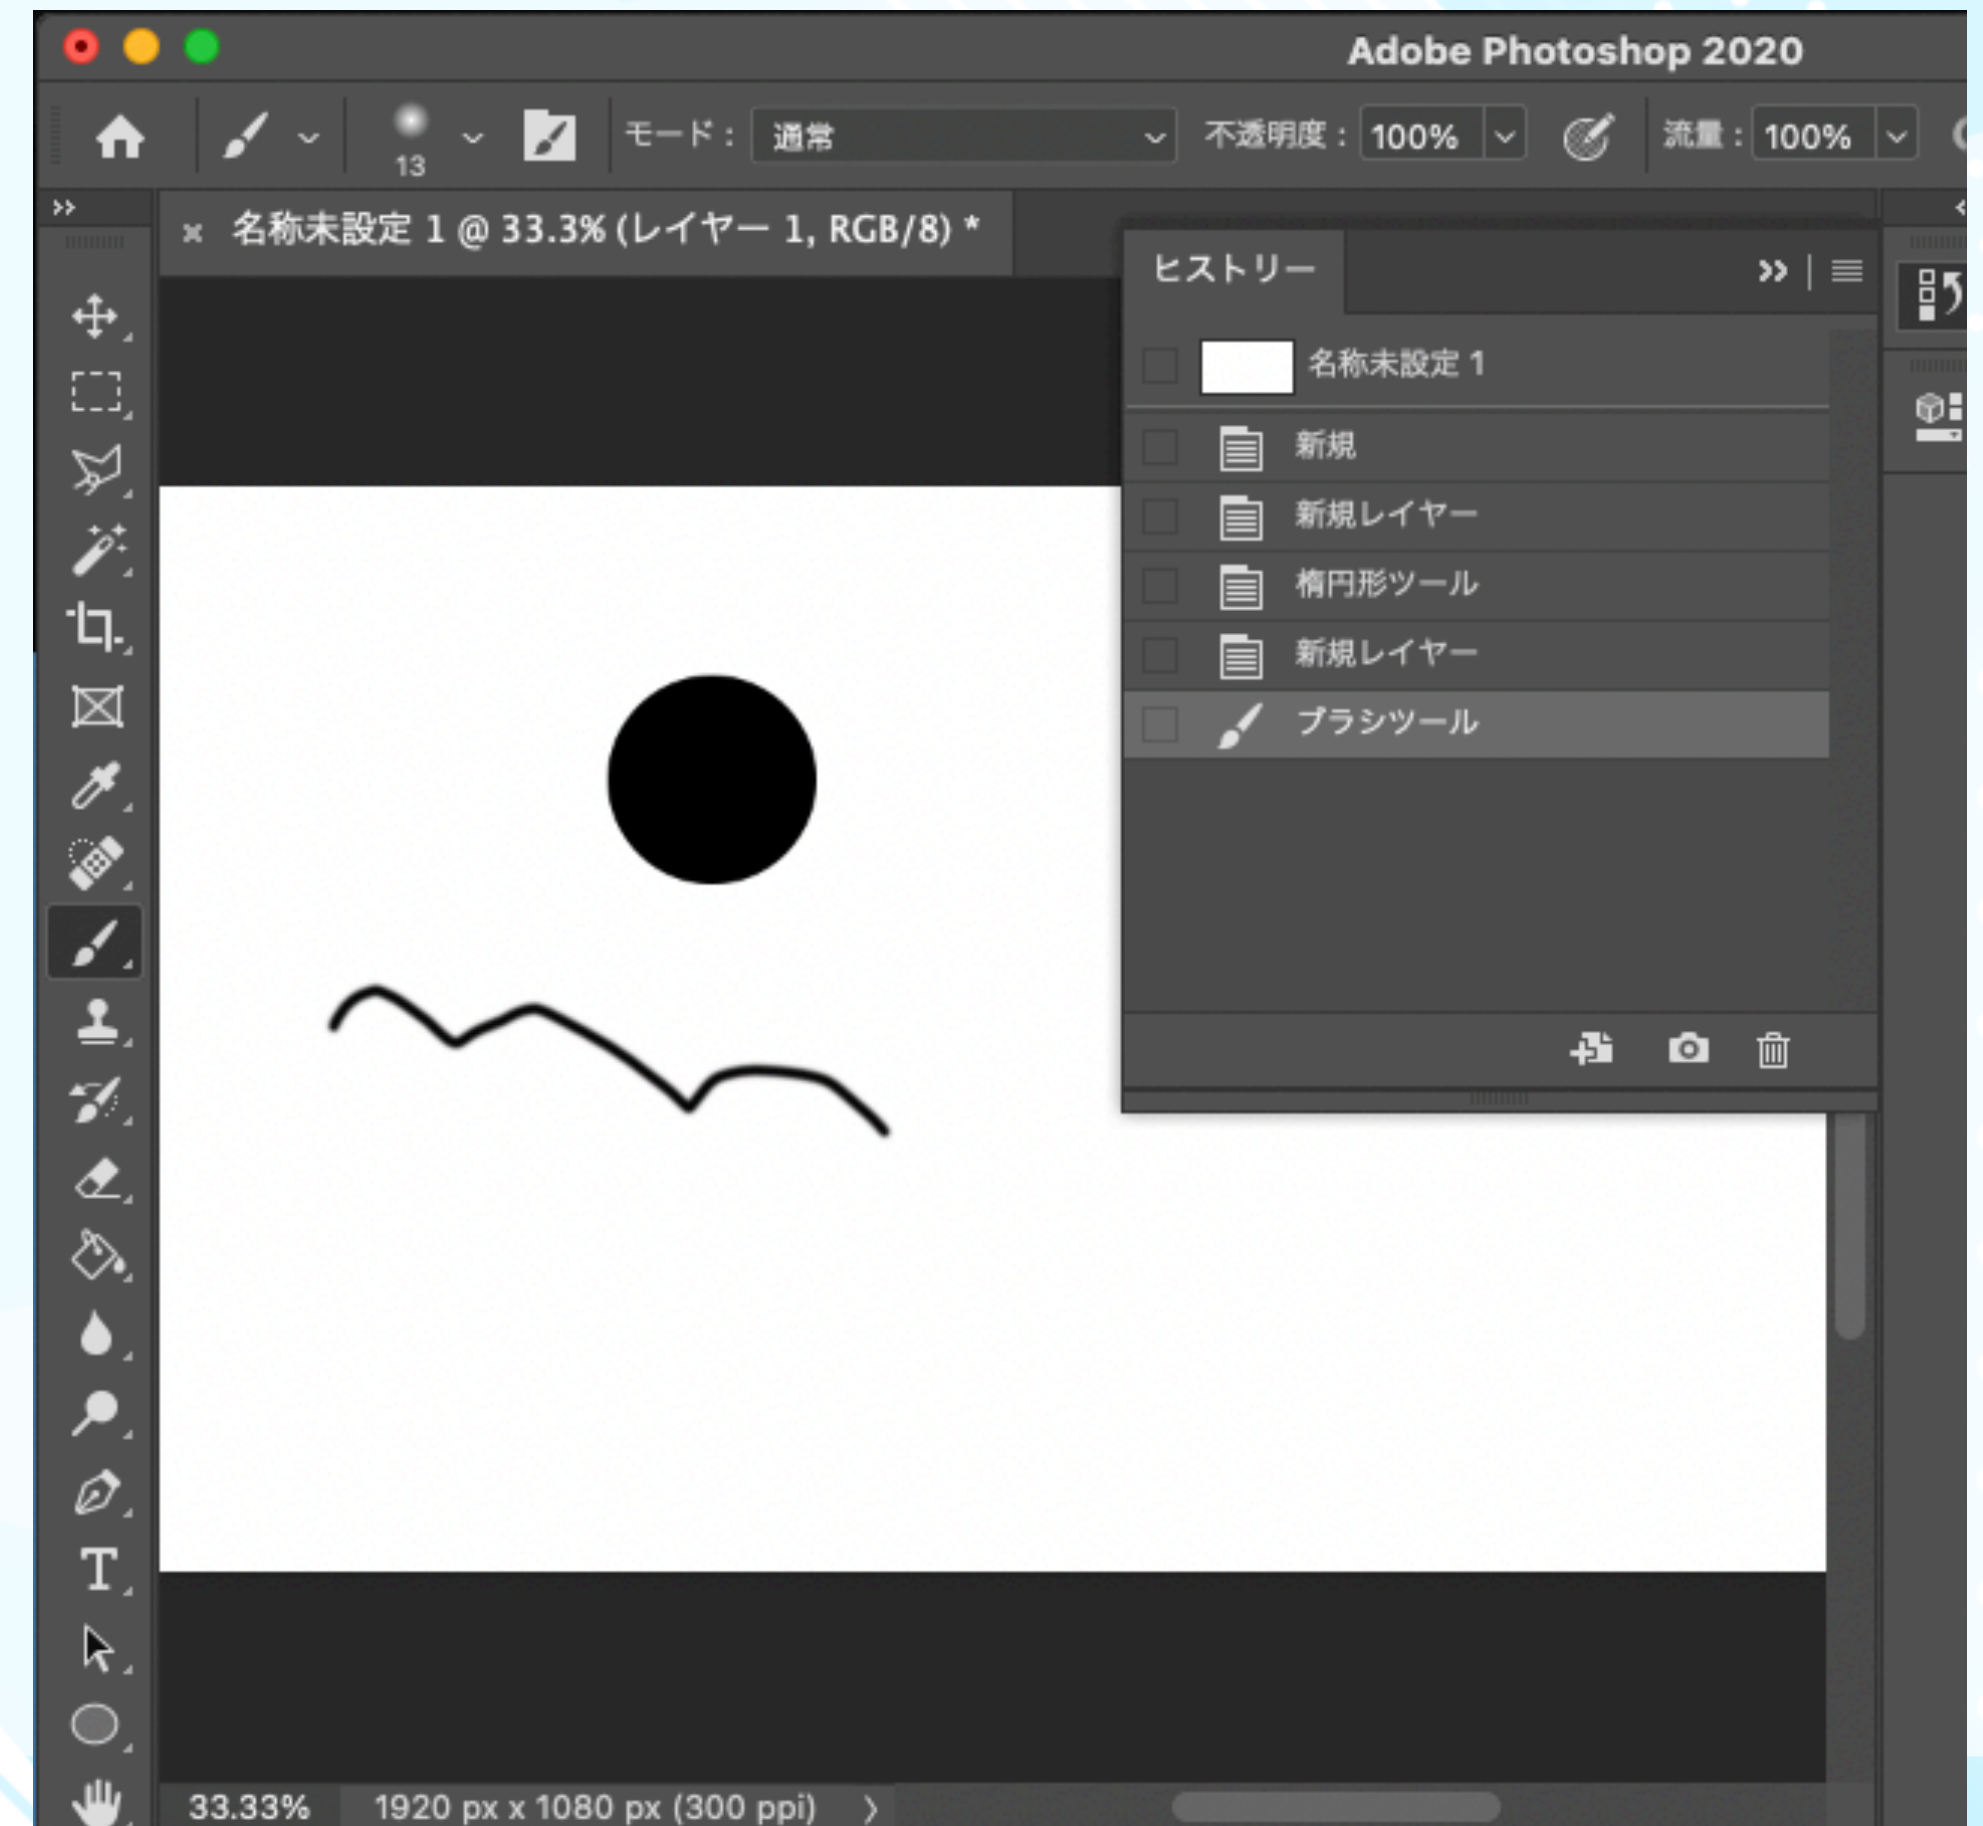 Adobe Photoshop 2020
13 モード： 通常 不透明度： 100% 流量： 100%
名称未設定 1 @ 33.3% (レイヤー 1, RGB/8) *
ヒストリー
名称未設定 1
新規
新規レイヤー
楕円形ツール
新規レイヤー
ブラシツール
33.33% 1920 px x 1080 px (300 ppi)